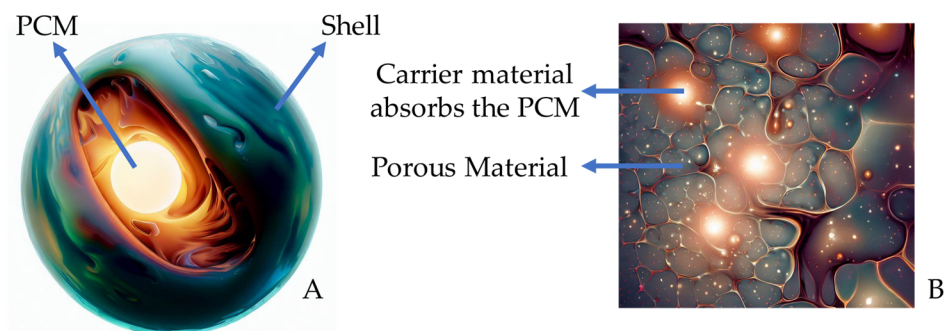 PCM
Shell
A
Carrier material
absorbs the PCM
Porous Material
B